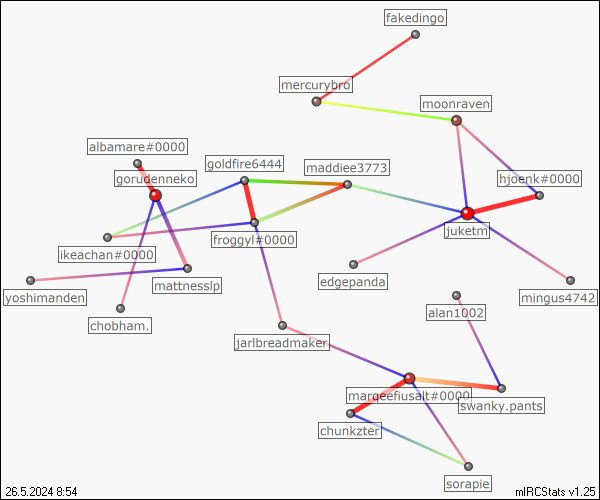 fakedingo
mercurybro
moonraven
albamare#0000
goldfire6444
maddiee3773
gorudenneko
hjoenk#0000
juketm
froggyl#0000
ikeachan#0000
edgepanda
mattnesslp
yoshimanden
mingus4742
chobham.
alan1002
jarlbreadmaker
marqeefiusalt#0000
swanky.pants
chunkzter
sorapie
26.5.2024 8:54
mIRCStats v1.25